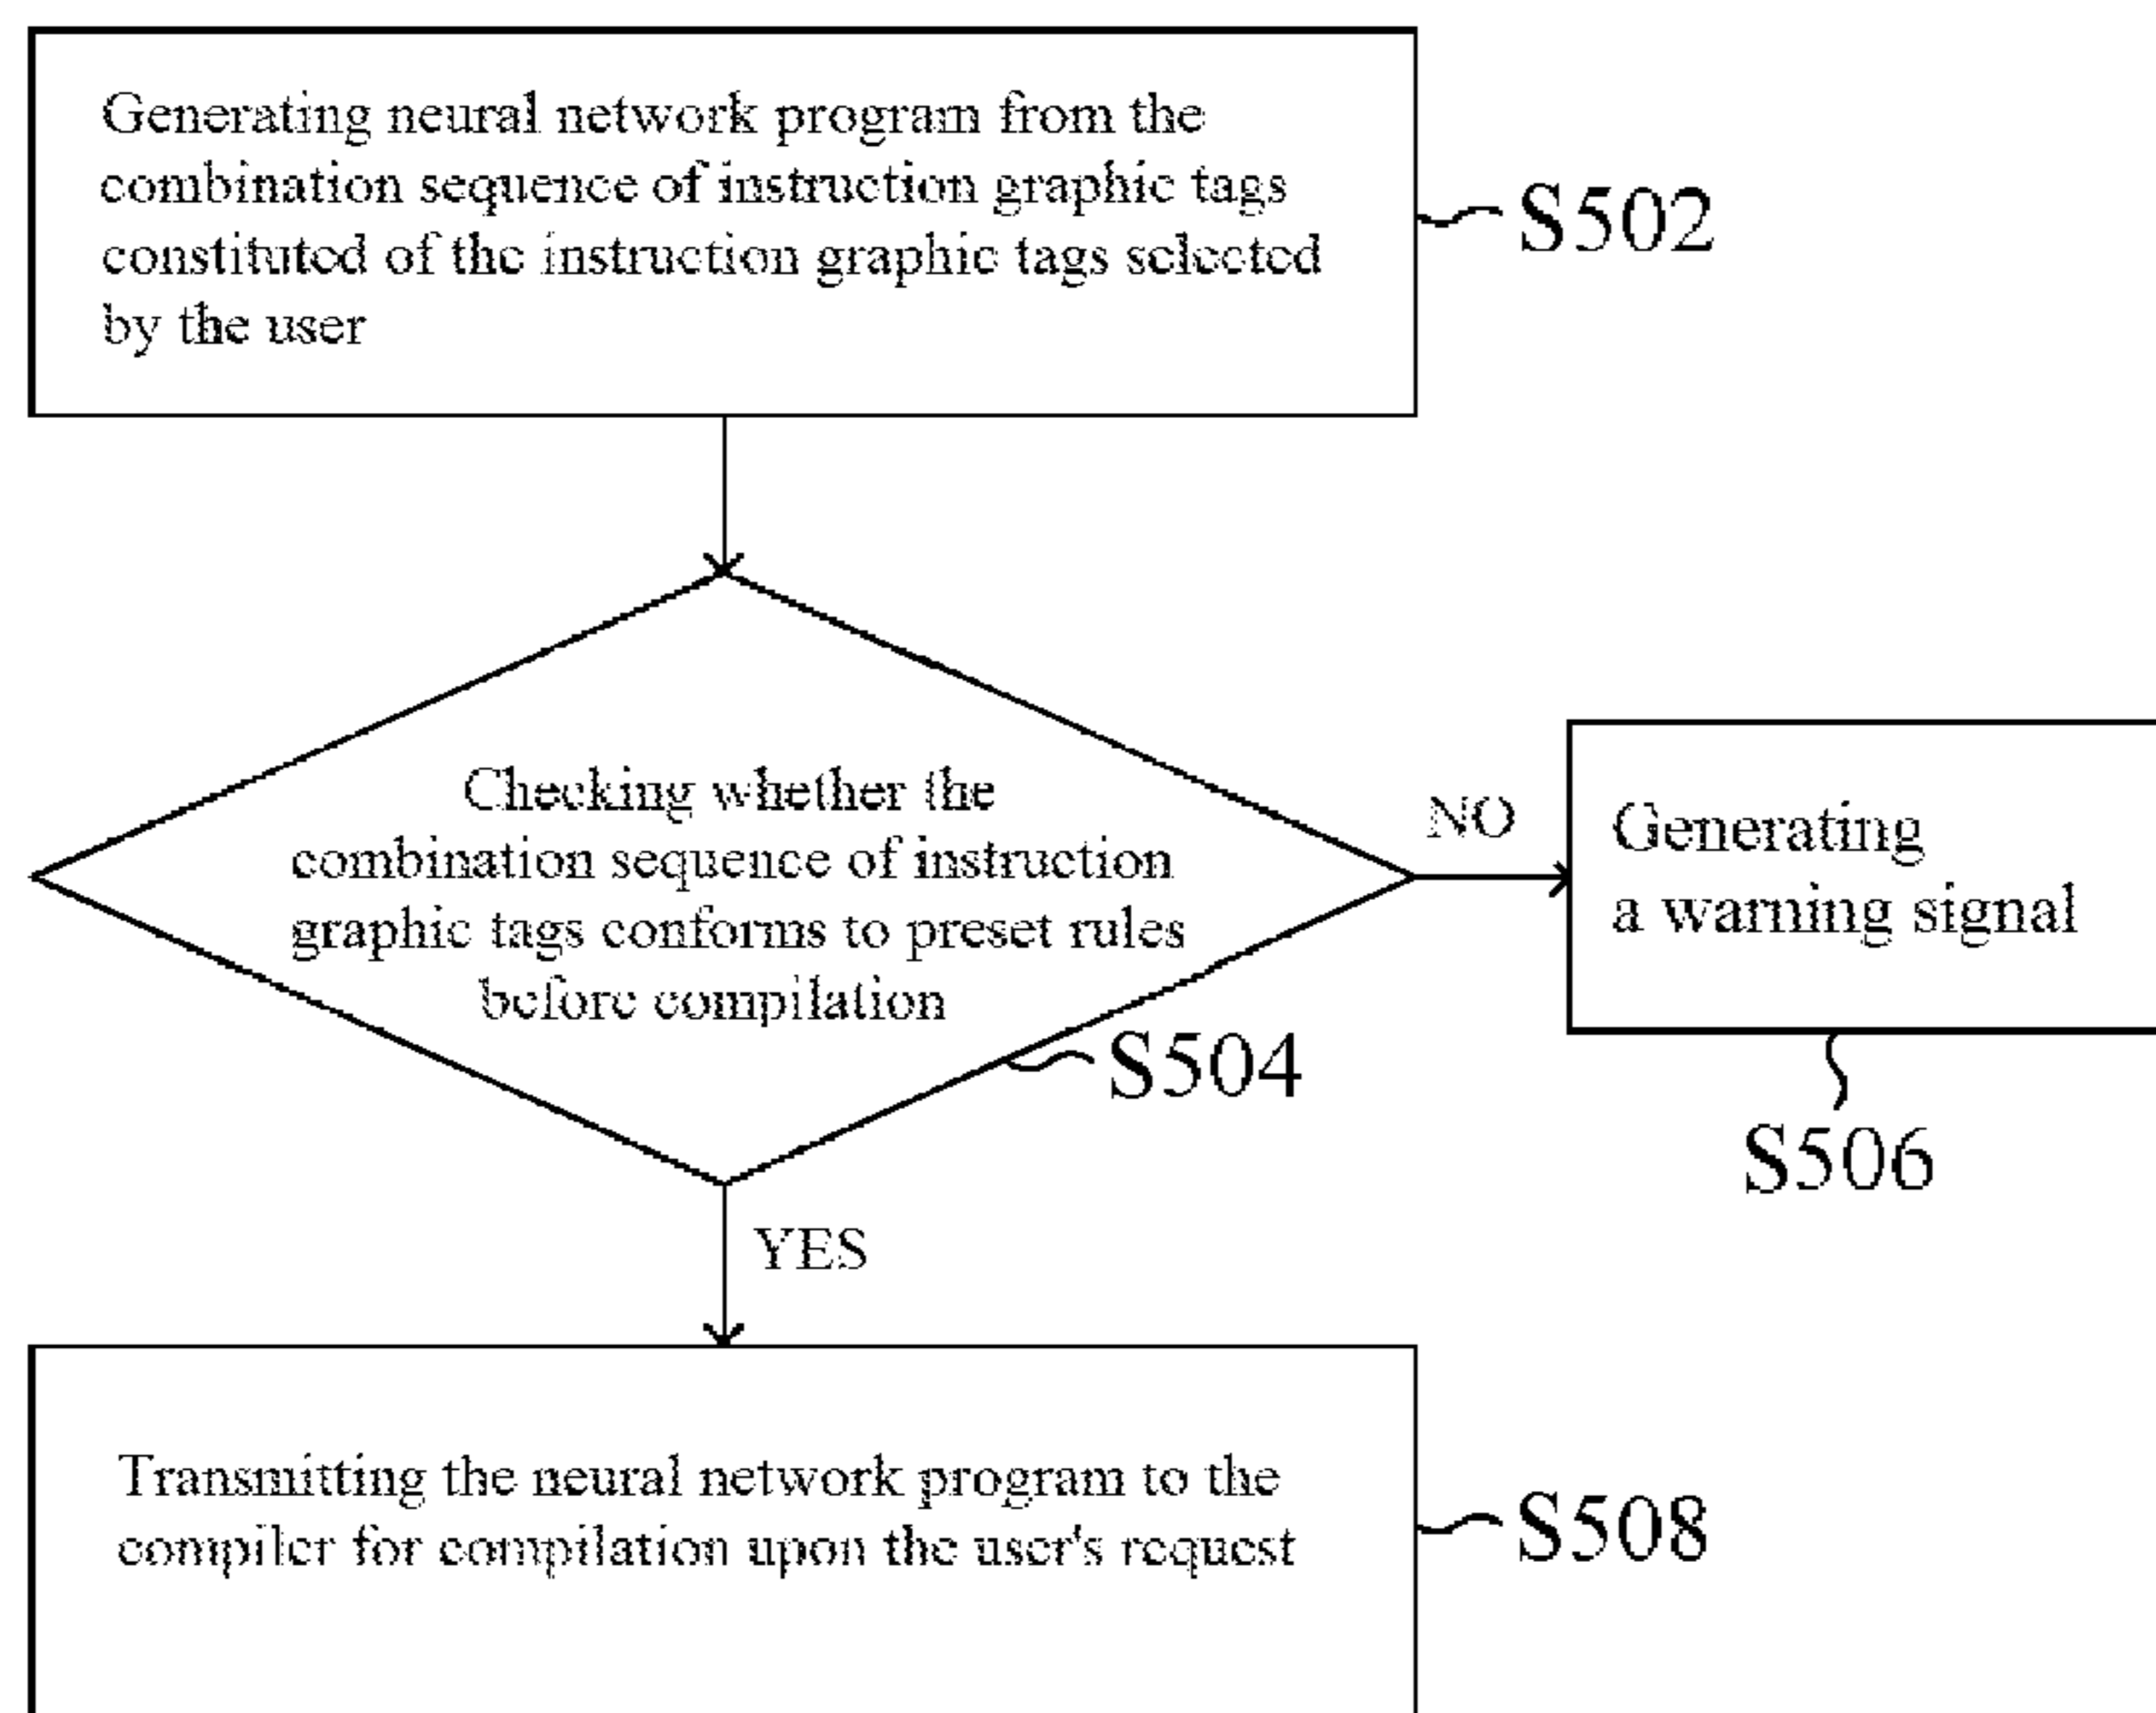 Generating neural network program from the
combination sequence of instruction graphic tags
constituted of the instruction graphic tags selected
by the user
S502
Checking whether the
combination sequence of instruction
graphic tags conforms to preset rules
before compilation
S504
NO
Generating
a warning signal
S506
YES
Transmitting the neural network program to the
compiler for compilation upon the user's request
S508